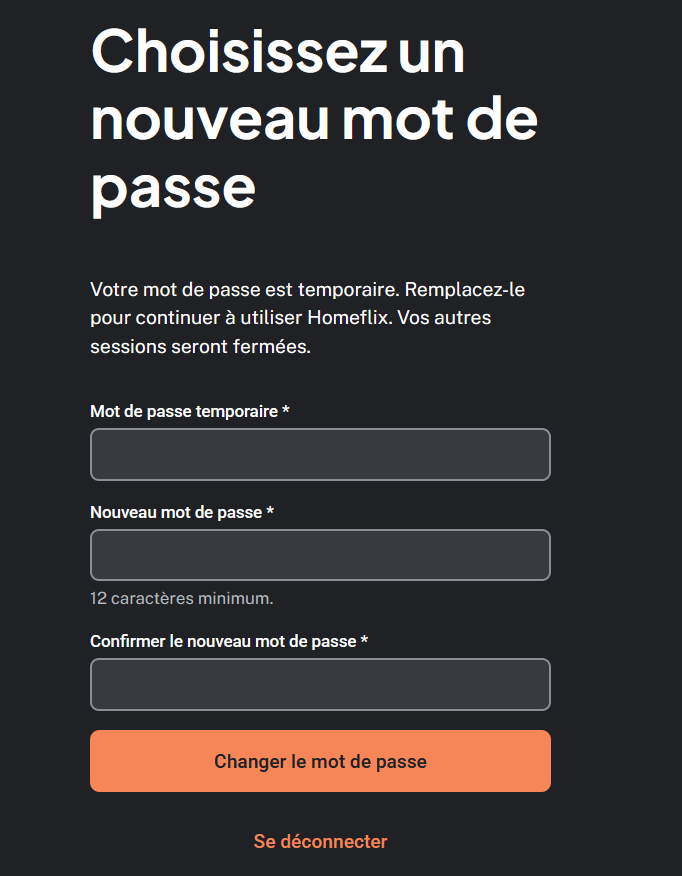 Choisissez un
nouveau mot de
passe
Votre mot de passe est temporaire. Remplacez-le
pour continuer à utiliser Homeflix. Vos autres
sessions seront fermées.
Mot de passe temporaire *
Nouveau mot de passe *
12 caractères minimum.
Confirmer le nouveau mot de passe *
Changer le mot de passe
Se déconnecter